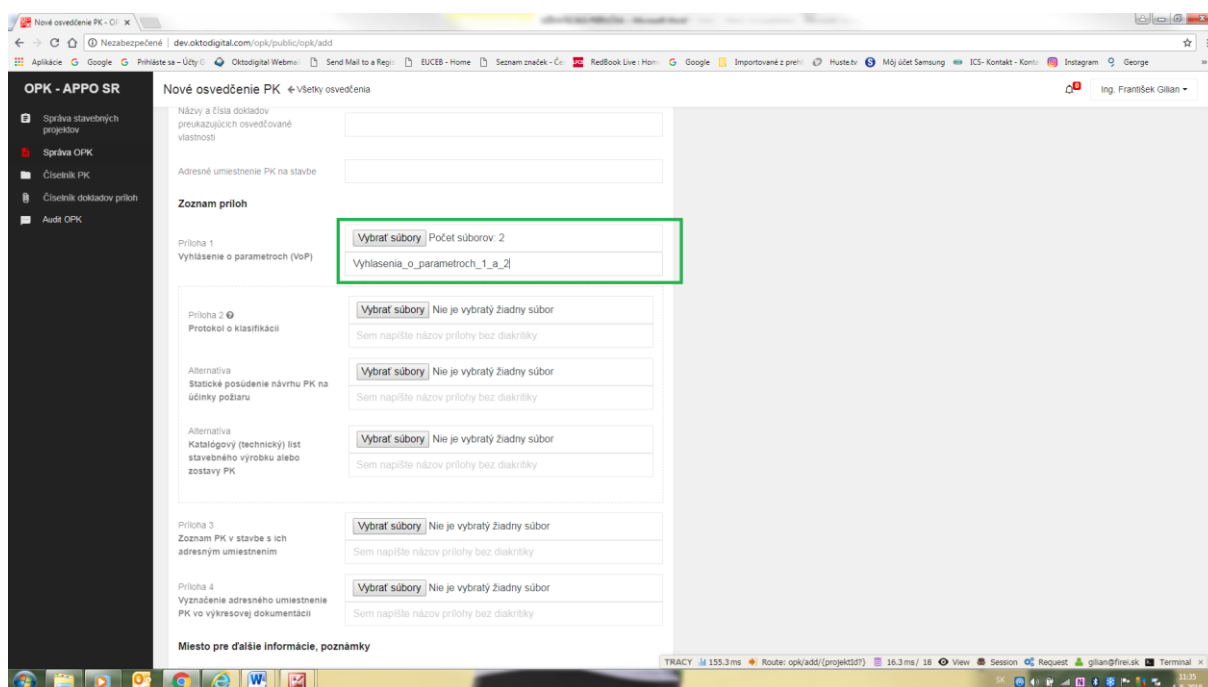 Nové osvedčenie PK - OP
Nezabezpečené | dev.oktodigital.com/opk/public/opk/add
Aplikácie Google Prihláste sa – Účty G Oktodigital Webmai Send Mail to a Regis EUCEB - Home Seznam značek - Če RedBook Live : Hom Google Importované z prehl Huste.tv Môj účet Samsung ICS- Kontakt - Konta Instagram George »
OPK - APPO SR
Nové osvedčenie PK Všetky osvedčenia
Ing. František Gilian
Správa stavebných
projektov
Správa OPK
Číselník PK
Číselník dokladov príloh
Audit OPK
Názvy a čísla dokladov
preukazujúcich osvedčované
vlastnosti
Adresné umiestnenie PK na stavbe
Zoznam príloh
Príloha 1
Vyhlásenie o parametroch (VoP)
Vybrať súbory Počet súborov: 2
Vyhlasenia_o_parametroch_1_a_2
Príloha 2
Protokol o klasifikácii
Vybrať súbory Nie je vybratý žiadny súbor
Sem napíšte názov prílohy bez diakritiky
Alternatíva
Statické posúdenie návrhu PK na
účinky požiaru
Vybrať súbory Nie je vybratý žiadny súbor
Sem napíšte názov prílohy bez diakritiky
Alternatíva
Katalógový (technický) list
stavebného výrobku alebo
zostavy PK
Vybrať súbory Nie je vybratý žiadny súbor
Sem napíšte názov prílohy bez diakritiky
Príloha 3
Zoznam PK v stavbe s ich
adresným umiestnením
Vybrať súbory Nie je vybratý žiadny súbor
Sem napíšte názov prílohy bez diakritiky
Príloha 4
Vyznačenie adresného umiestnenie
PK vo výkresovej dokumentácii
Vybrať súbory Nie je vybratý žiadny súbor
Sem napíšte názov prílohy bez diakritiky
Miesto pre ďalšie informácie, poznámky
TRACY 155.3 ms Route: opk/add/{projektId?} 16.3 ms/ 18 View Session Request gilian@firei.sk Terminal ×
SK 11:35